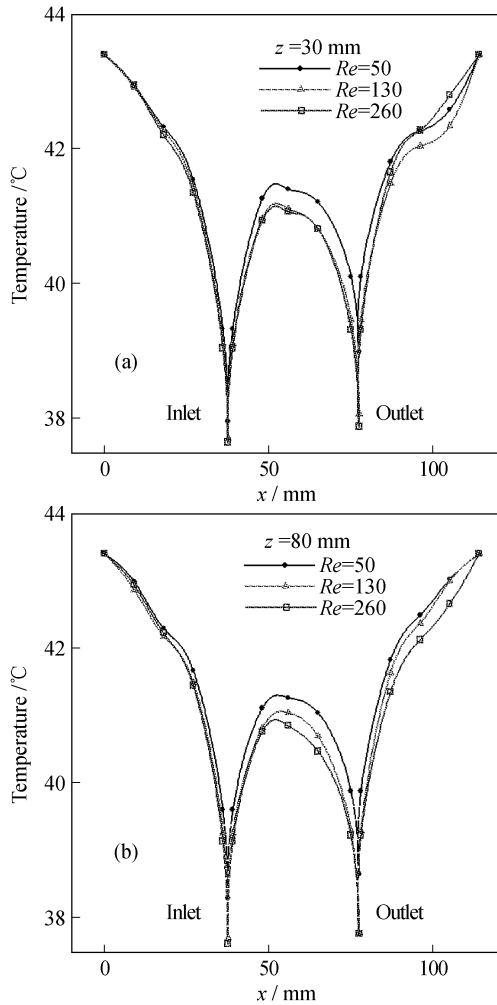 44
z =30 mm
Re=50
Re=130
Re=260
42
Temperature /℃
40
(a)
38
Inlet
Outlet
0
50
100
x / mm
44
z =80 mm
Re=50
Re=130
Re=260
42
Temperature /℃
40
(b)
38
Inlet
Outlet
0
50
100
x / mm